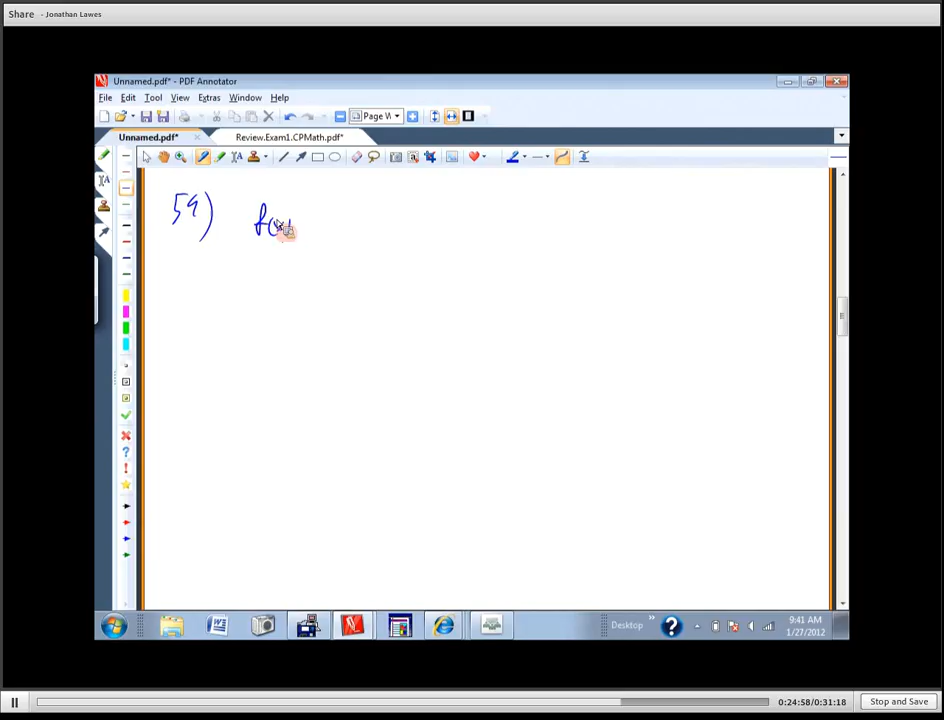 Share - Jonathan Lawes
Unnamed.pdf* - PDF Annotator
File Edit Tool View Extras Window Help
Page W
Unnamed.pdf* Review.Exam1.CPMath.pdf*
59) f(x
Desktop
9:41 AM
1/27/2012
0:24:58/0:31:18 Stop and Save